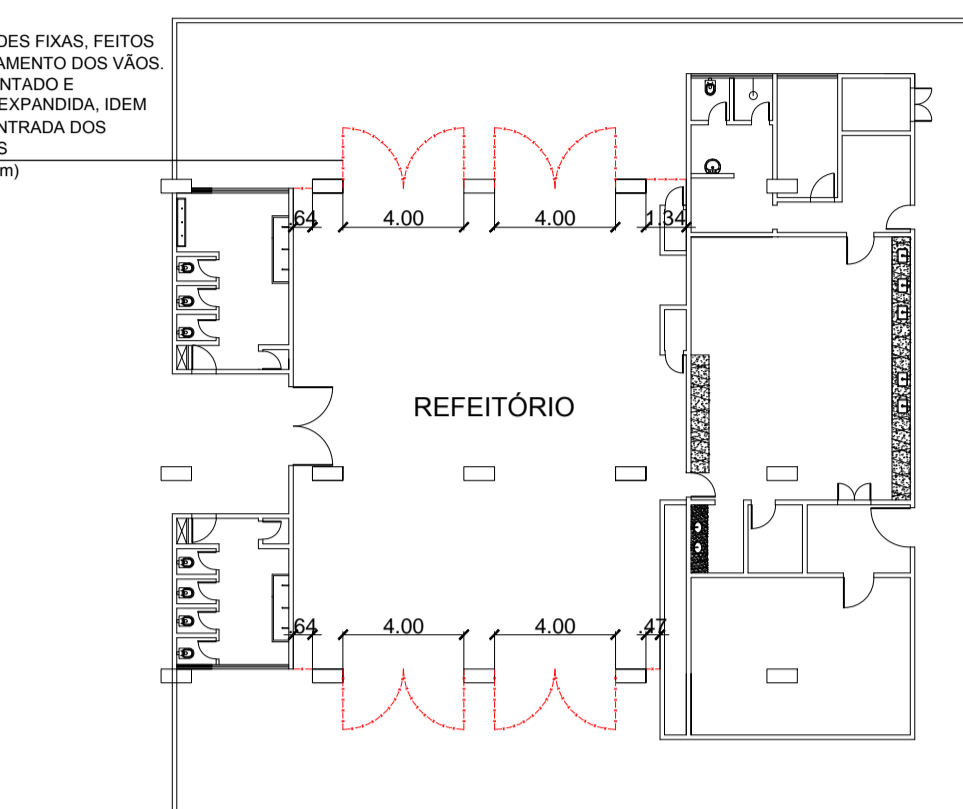 DES FIXAS, FEITOS
AMENTO DOS VÃOS.
NTADO E
EXPANDIDA, IDEM
NTRADA DOS
S
m)
.64 4.00 4.00 1.34
REFEITÓRIO
.64 4.00 4.00 .47